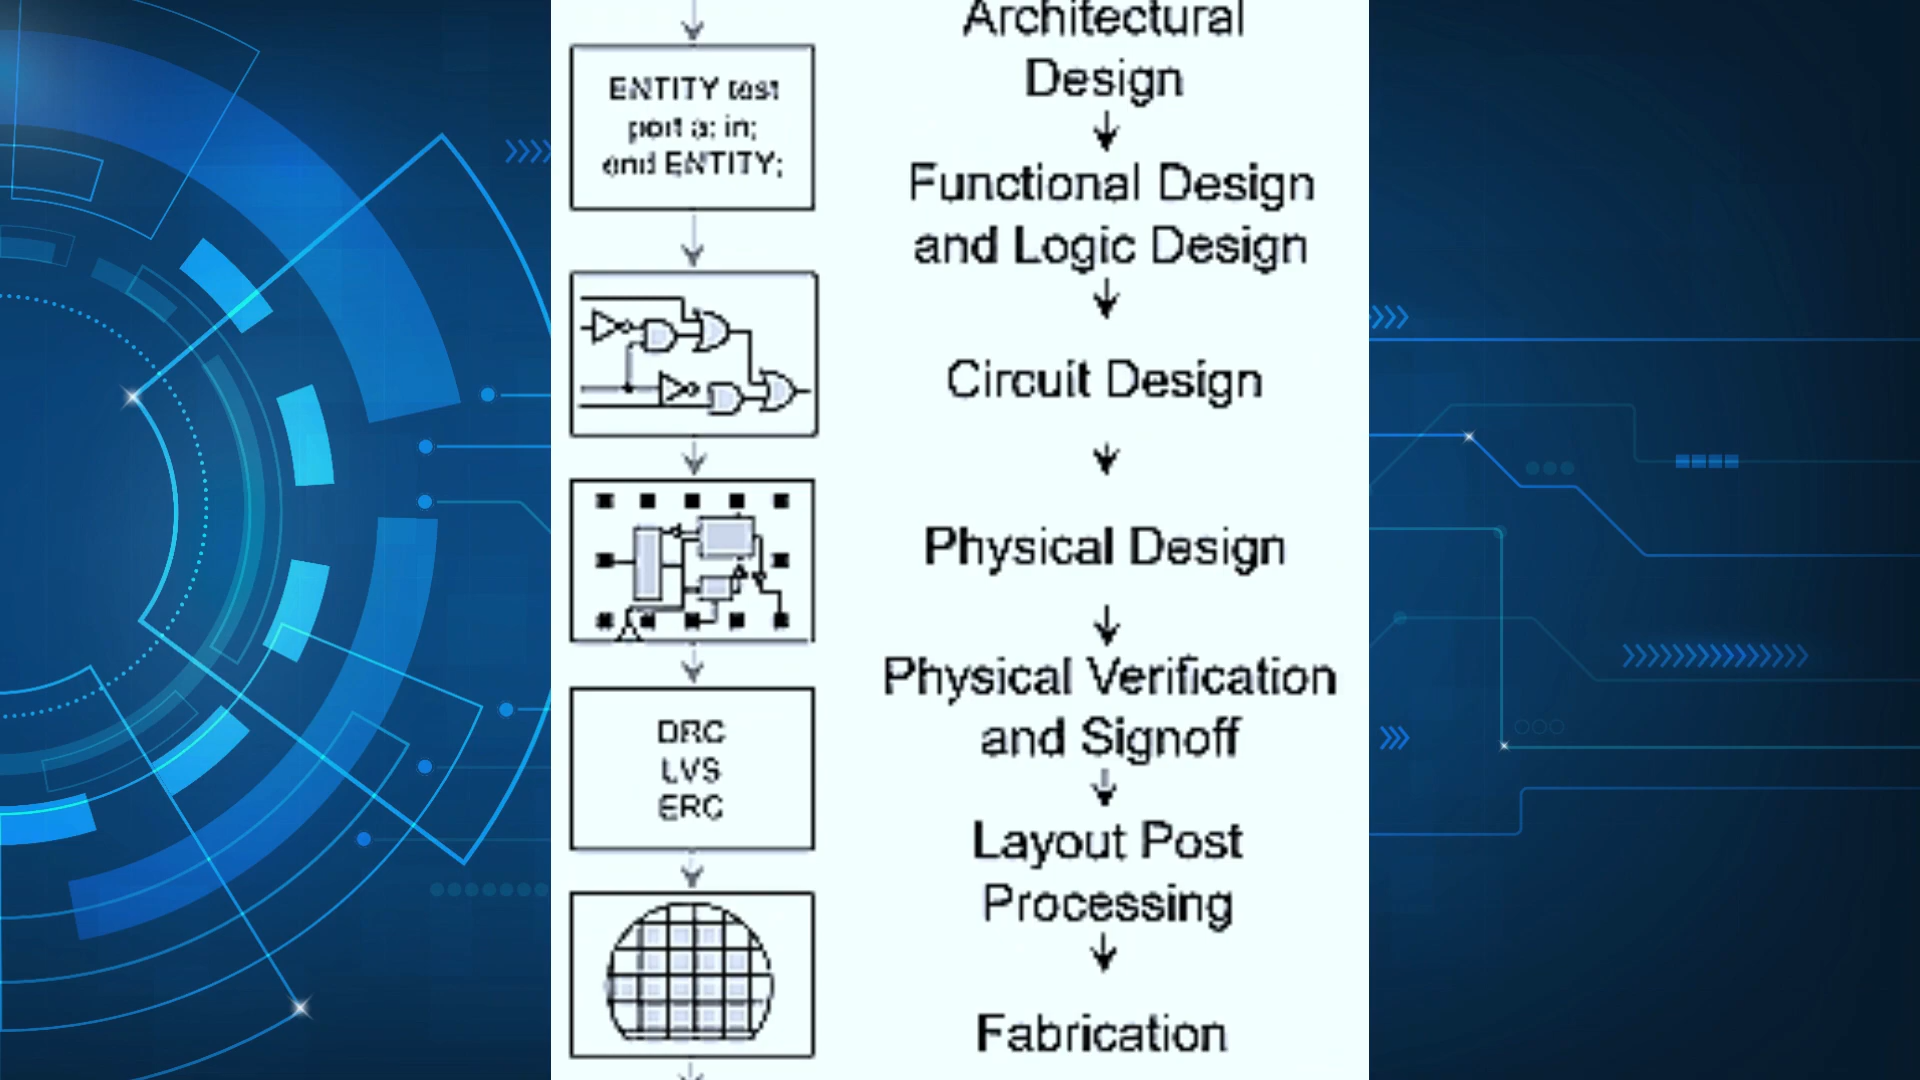 ENTITY test
port a: in;
end ENTITY;
DRC
LVS
ERC
Architectural
Design
Functional Design
and Logic Design
Circuit Design
Physical Design
Physical Verification
and Signoff
Layout Post
Processing
Fabrication